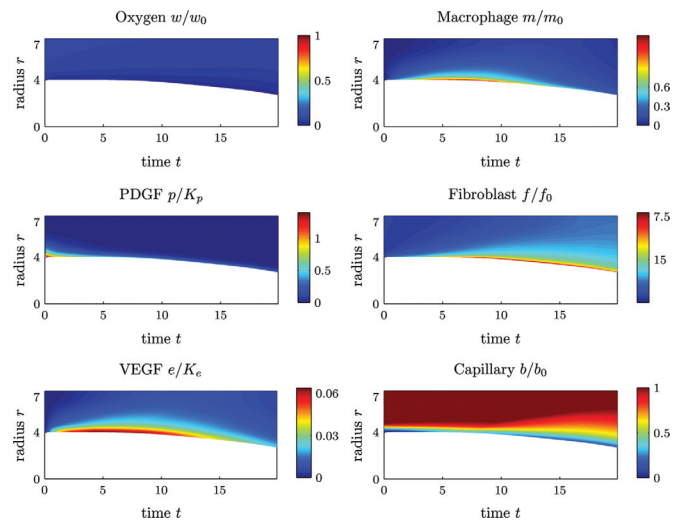 Oxygen w/w₀
Macrophage m/m₀
7
4
0
radius r
0 5 10 15
time t
1
0.5
0
7
4
0
radius r
0 5 10 15
time t
0.6
0.3
0
PDGF p/Kₚ
Fibroblast f/f₀
7
4
0
radius r
0 5 10 15
time t
1
0.5
0
7
4
0
radius r
0 5 10 15
time t
7.5
15
VEGF e/Kₑ
Capillary b/b₀
7
4
0
radius r
0 5 10 15
time t
0.06
0.03
0
7
4
0
radius r
0 5 10 15
time t
1
0.5
0